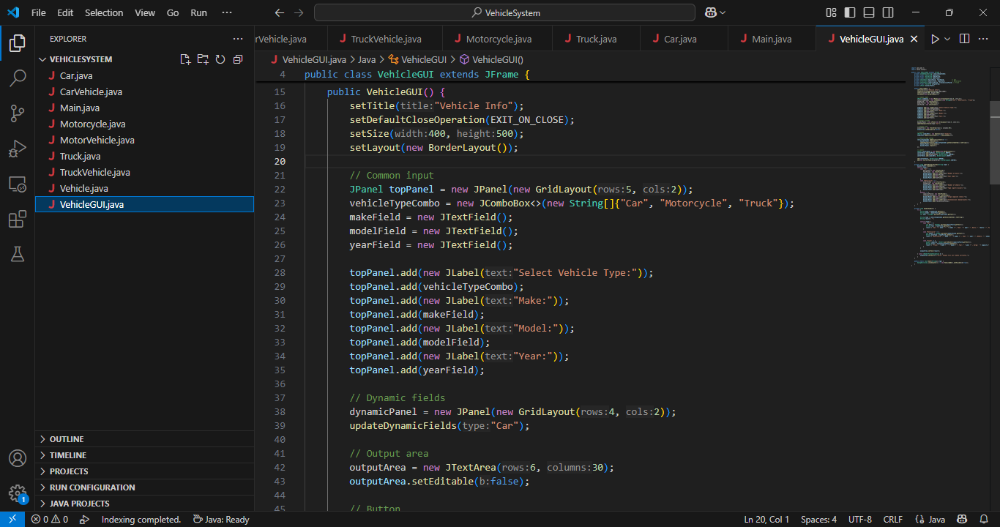 File Edit Selection View Go Run ···
VehicleSystem
EXPLORER ···
VEHICLESYSTEM
Car.java
CarVehicle.java
Main.java
Motorcycle.java
MotorVehicle.java
Truck.java
TruckVehicle.java
Vehicle.java
VehicleGUI.java
OUTLINE
TIMELINE
PROJECTS
RUN CONFIGURATION
JAVA PROJECTS
rVehicle.java TruckVehicle.java Motorcycle.java Truck.java Car.java Main.java VehicleGUI.java ···
VehicleGUI.java > Java > VehicleGUI > VehicleGUI()
4 public class VehicleGUI extends JFrame {
15 public VehicleGUI() {
16 setTitle(title:"Vehicle Info");
17 setDefaultCloseOperation(EXIT_ON_CLOSE);
18 setSize(width:400, height:500);
19 setLayout(new BorderLayout());
20
21 // Common input
22 JPanel topPanel = new JPanel(new GridLayout(rows:5, cols:2));
23 vehicleTypeCombo = new JComboBox<>(new String[]{"Car", "Motorcycle", "Truck"});
24 makeField = new JTextField();
25 modelField = new JTextField();
26 yearField = new JTextField();
27
28 topPanel.add(new JLabel(text:"Select Vehicle Type:"));
29 topPanel.add(vehicleTypeCombo);
30 topPanel.add(new JLabel(text:"Make:"));
31 topPanel.add(makeField);
32 topPanel.add(new JLabel(text:"Model:"));
33 topPanel.add(modelField);
34 topPanel.add(new JLabel(text:"Year:"));
35 topPanel.add(yearField);
36
37 // Dynamic fields
38 dynamicPanel = new JPanel(new GridLayout(rows:4, cols:2));
39 updateDynamicFields(type:"Car");
40
41 // Output area
42 outputArea = new JTextArea(rows:6, columns:30);
43 outputArea.setEditable(b:false);
44
45 // Button
1
0 0 Indexing completed. Java: Ready Ln 20, Col 1 Spaces: 4 UTF-8 CRLF {} Java